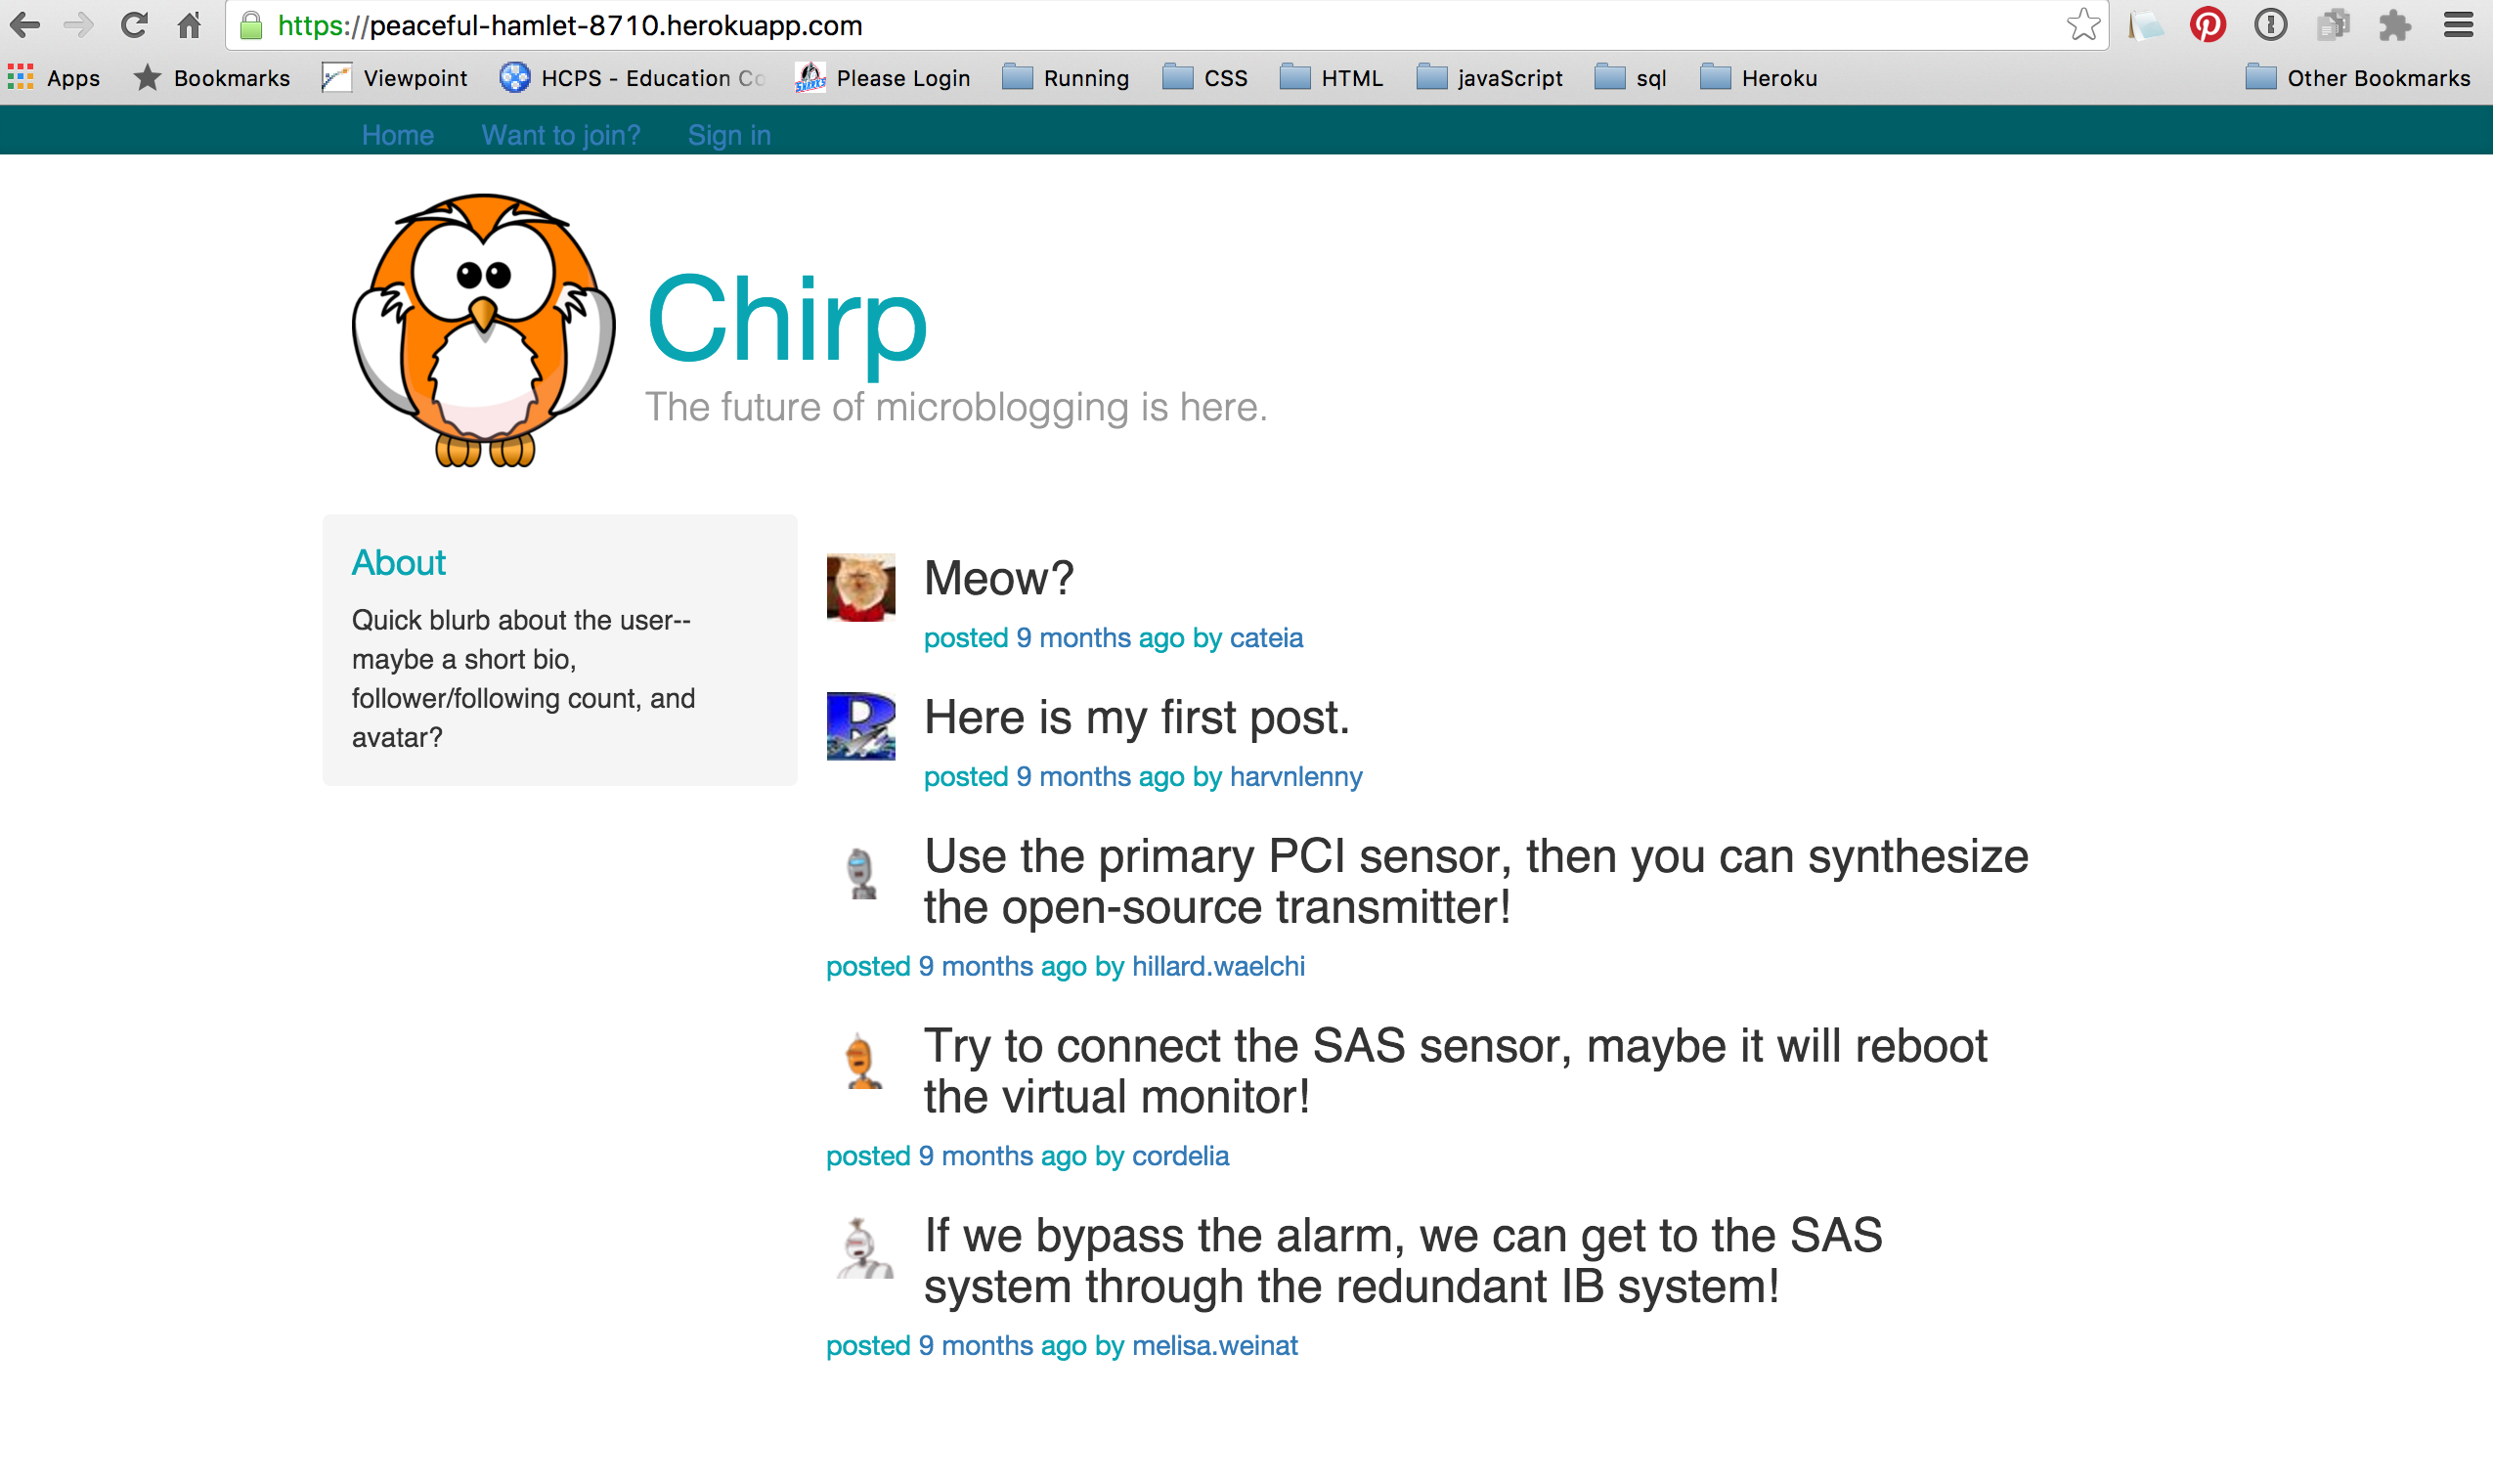 https://peaceful-hamlet-8710.herokuapp.com
Apps Bookmarks Viewpoint HCPS - Education Co Please Login Running CSS HTML javaScript sql Heroku Other Bookmarks
Home Want to join? Sign in
Chirp
The future of microblogging is here.
About
Quick blurb about the user--
maybe a short bio,
follower/following count, and
avatar?
Meow?
posted 9 months ago by cateia
Here is my first post.
posted 9 months ago by harvnlenny
Use the primary PCI sensor, then you can synthesize
the open-source transmitter!
posted 9 months ago by hillard.waelchi
Try to connect the SAS sensor, maybe it will reboot
the virtual monitor!
posted 9 months ago by cordelia
If we bypass the alarm, we can get to the SAS
system through the redundant IB system!
posted 9 months ago by melisa.weinat